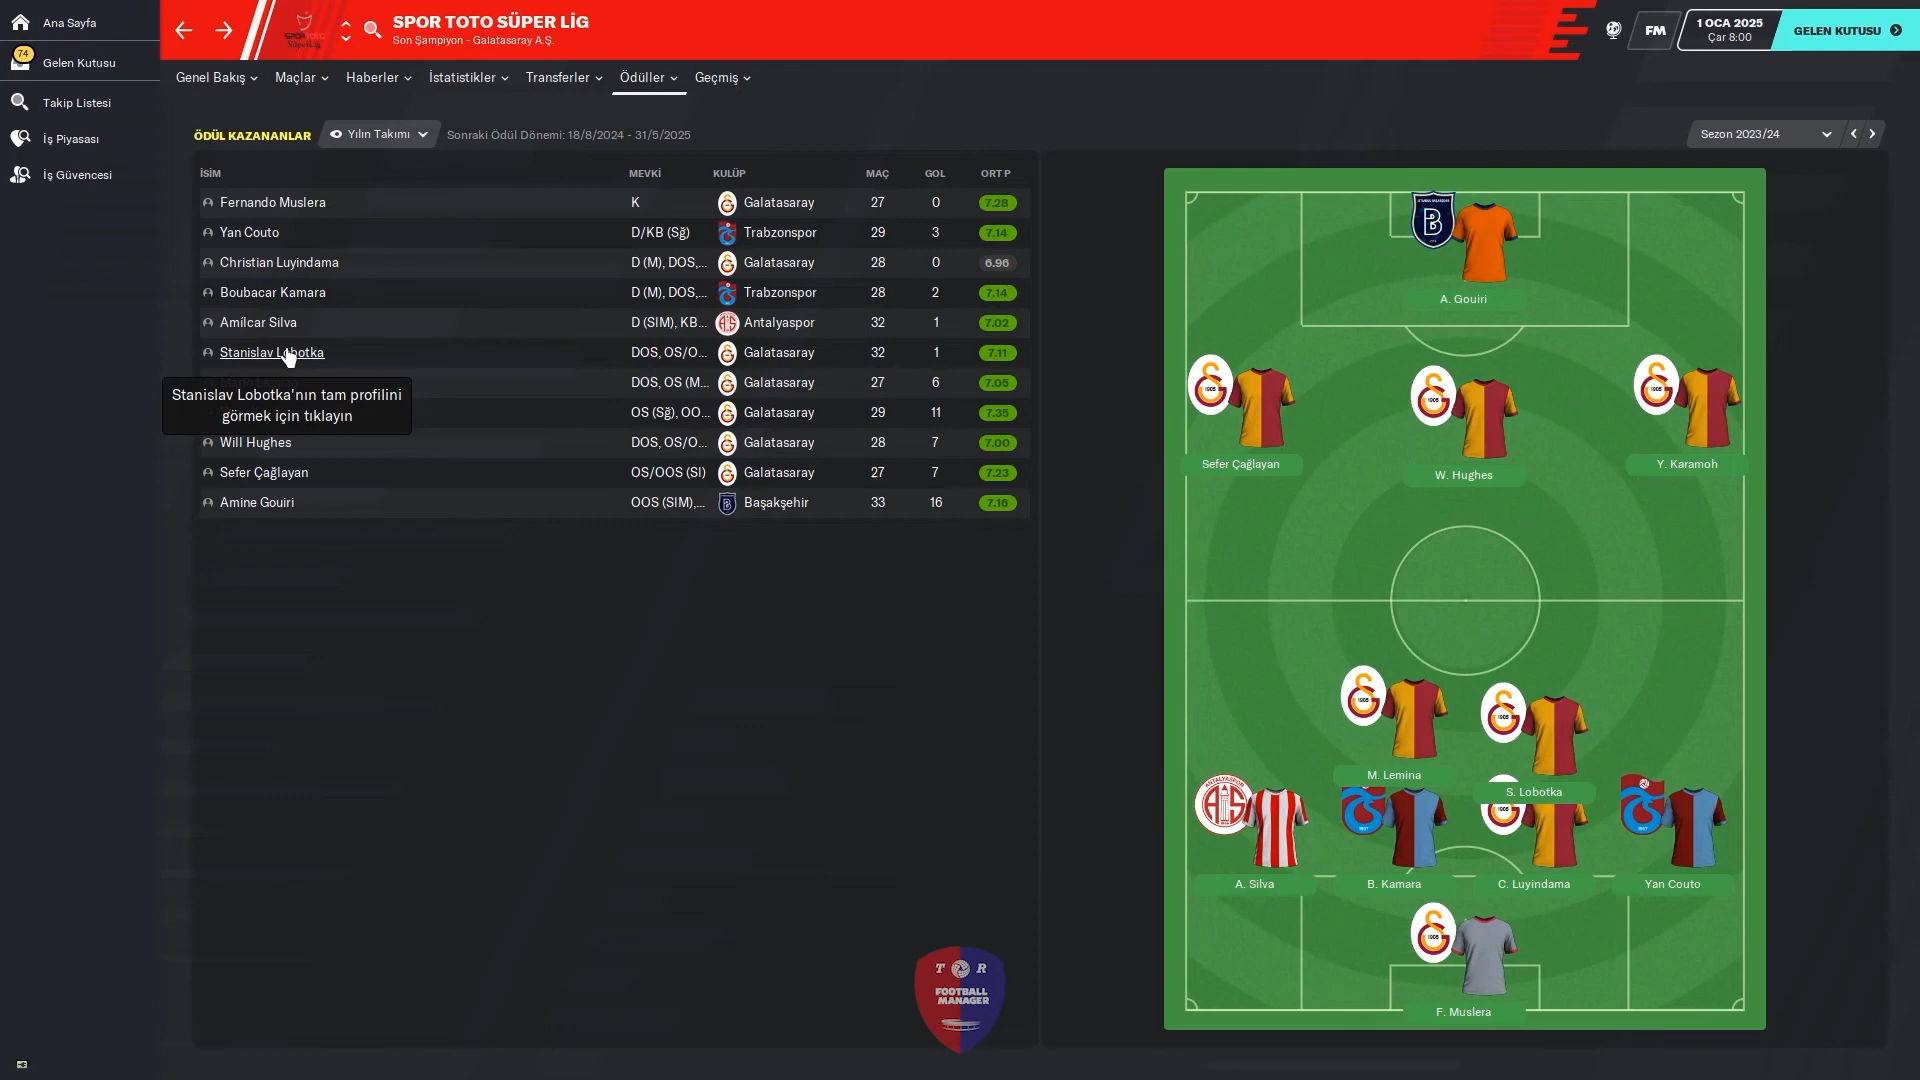 Ana Sayfa
74
Gelen Kutusu
Takip Listesi
İş Piyasası
İş Güvencesi
SPOR TOTO SÜPER LİG
Son Şampiyon - Galatasaray A.Ş.
FM
1 OCA 2025
Çar 8:00
GELEN KUTUSU
Genel Bakış Maçlar Haberler İstatistikler Transferler Ödüller Geçmiş
ÖDÜL KAZANANLAR Yılın Takımı Sonraki Ödül Dönemi: 18/8/2024 - 31/5/2025
Sezon 2023/24
İSİM MEVKİ KULÜP MAÇ GOL ORT P
Fernando Muslera K Galatasaray 27 0 7.28
Yan Couto D/KB (Sğ) Trabzonspor 29 3 7.14
Christian Luyindama D (M), DOS,... Galatasaray 28 0 6.96
Boubacar Kamara D (M), DOS,... Trabzonspor 28 2 7.14
Amílcar Silva D (SlM), KB... Antalyaspor 32 1 7.02
Stanislav Lobotka DOS, OS/O... Galatasaray 32 1 7.11
DOS, OS (M... Galatasaray 27 6 7.05
OS (Sğ), OO... Galatasaray 29 11 7.35
Stanislav Lobotka'nın tam profilini
görmek için tıklayın
Will Hughes DOS, OS/O... Galatasaray 28 7 7.00
Sefer Çağlayan OS/OOS (Sl) Galatasaray 27 7 7.23
Amine Gouiri OOS (SlM),... Başakşehir 33 16 7.16
B
A. Gouiri
Sefer Çağlayan
W. Hughes
Y. Karamoh
M. Lemina
S. Lobotka
A. Silva
B. Kamara
C. Luyindama
Yan Couto
F. Muslera
T R
FOOTBALL
MANAGER